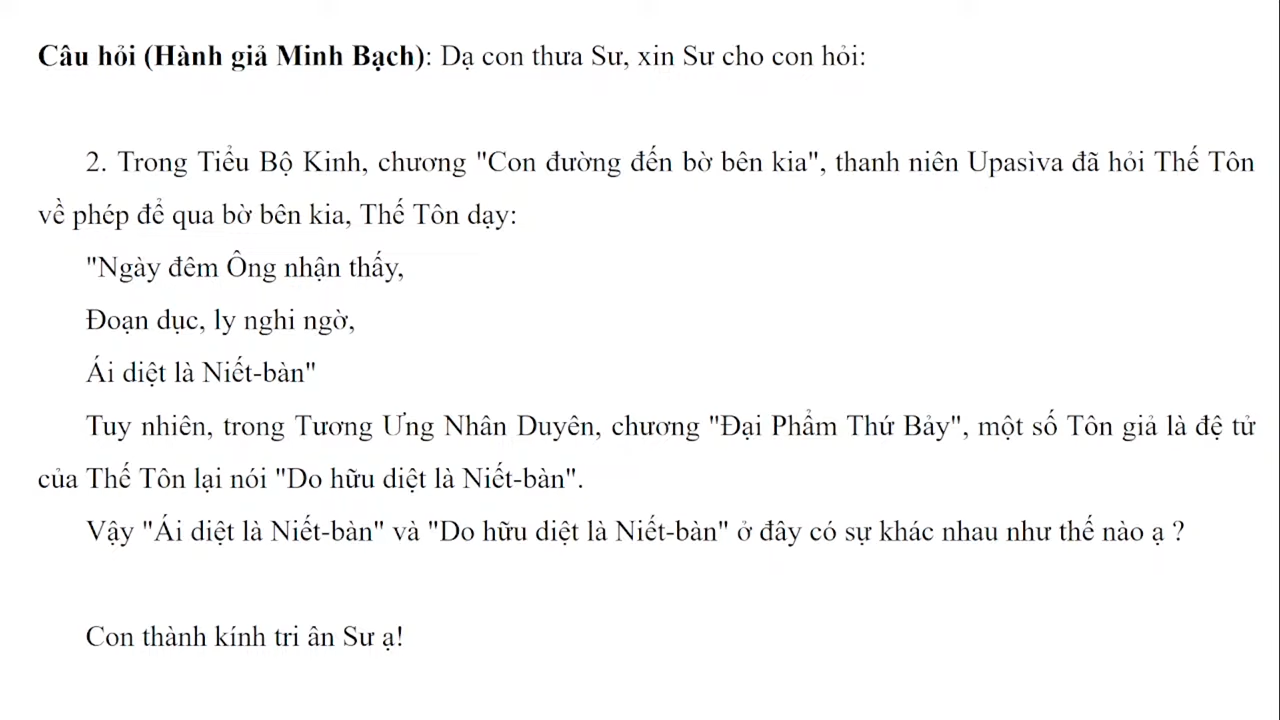 Câu hỏi (Hành giả Minh Bạch): Dạ con thưa Sư, xin Sư cho con hỏi:
2. Trong Tiểu Bộ Kinh, chương "Con đường đến bờ bên kia", thanh niên Upasìva đã hỏi Thế Tôn
về phép để qua bờ bên kia, Thế Tôn dạy:
"Ngày đêm Ông nhận thấy,
Đoạn dục, ly nghi ngờ,
Ái diệt là Niết-bàn"
Tuy nhiên, trong Tương Ưng Nhân Duyên, chương "Đại Phẩm Thứ Bảy", một số Tôn giả là đệ tử
của Thế Tôn lại nói "Do hữu diệt là Niết-bàn".
Vậy "Ái diệt là Niết-bàn" và "Do hữu diệt là Niết-bàn" ở đây có sự khác nhau như thế nào ạ ?
Con thành kính tri ân Sư ạ!